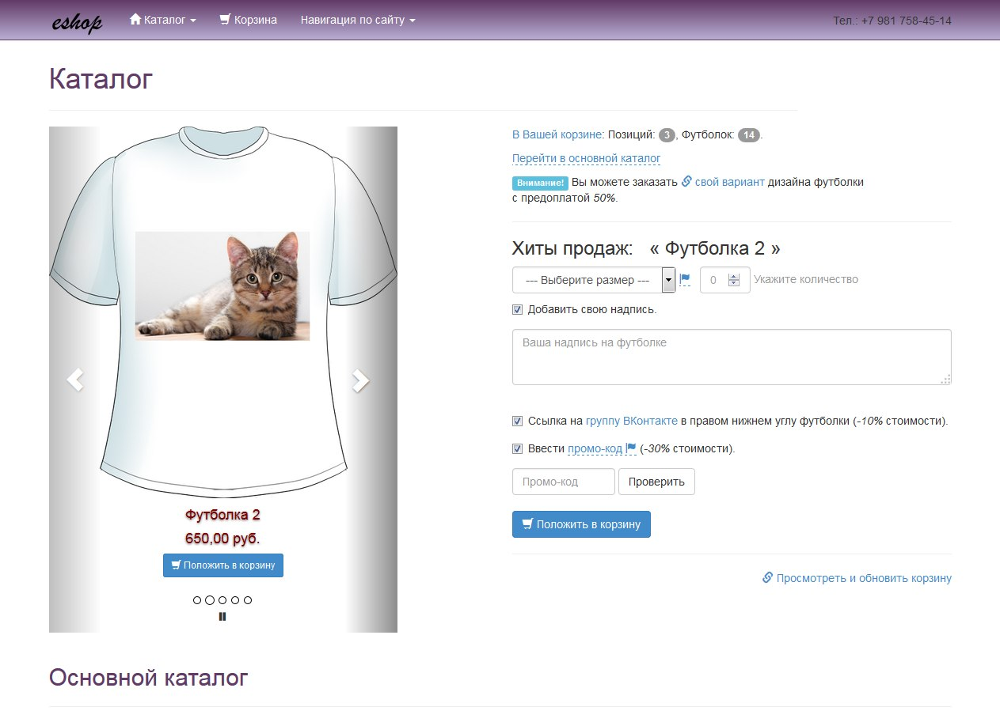 eshop
Каталог
Корзина
Навигация по сайту
Тел.: +7 981 758-45-14
Каталог
Футболка 2
650,00 руб.
Положить в корзину
В Вашей корзине: Позиций: 3, Футболок: 14.
Перейти в основной каталог
Внимание! Вы можете заказать свой вариант дизайна футболки
с предоплатой 50%.
Хиты продаж: « Футболка 2 »
--- Выберите размер --- 0 Укажите количество
Добавить свою надпись.
Ваша надпись на футболке
Ссылка на группу ВКонтакте в правом нижнем углу футболки (-10% стоимости).
Ввести промо-код (-30% стоимости).
Промо-код Проверить
Положить в корзину
Просмотреть и обновить корзину
Основной каталог